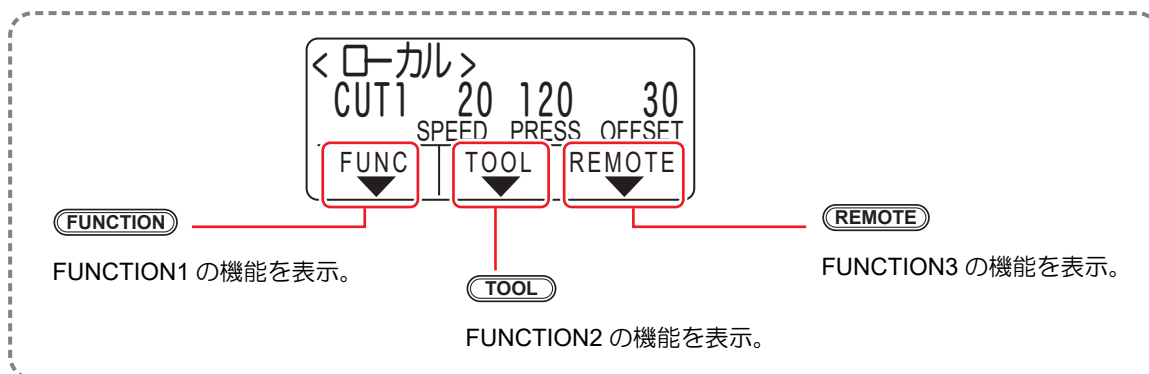 < ローカル >
CUT1 20 120 30
SPEED PRESS OFFSET
FUNC TOOL REMOTE
FUNCTION
FUNCTION1 の機能を表示。
TOOL
FUNCTION2 の機能を表示。
REMOTE
FUNCTION3 の機能を表示。